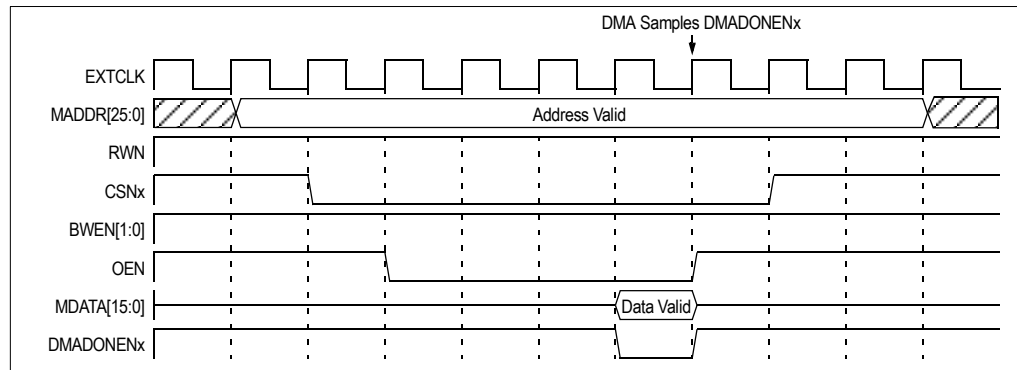 DMA Samples DMADONENx
EXTCLK
MADDR[25:0] Address Valid
RWN
CSNx
BWEN[1:0]
OEN
MDATA[15:0] Data Valid
DMADONENx